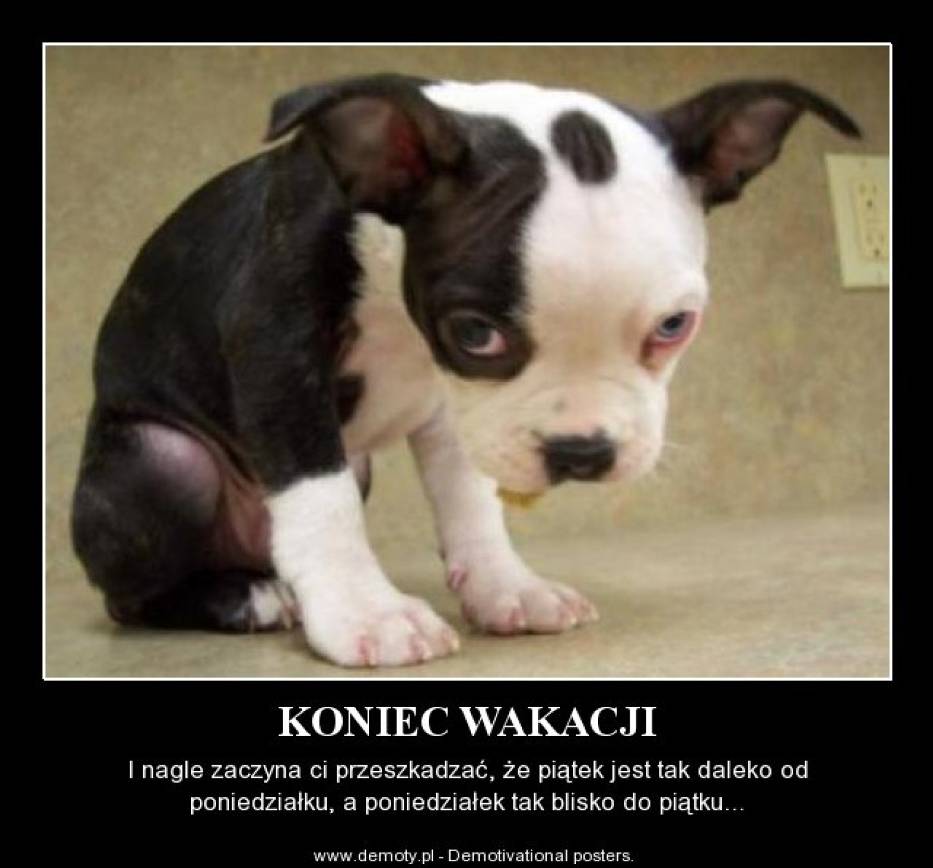 KONIEC WAKACJI
I nagle zaczyna ci przeszkadzać, że piątek jest tak daleko od
poniedziałku, a poniedziałek tak blisko do piątku...
www.demoty.pl - Demotivational posters.